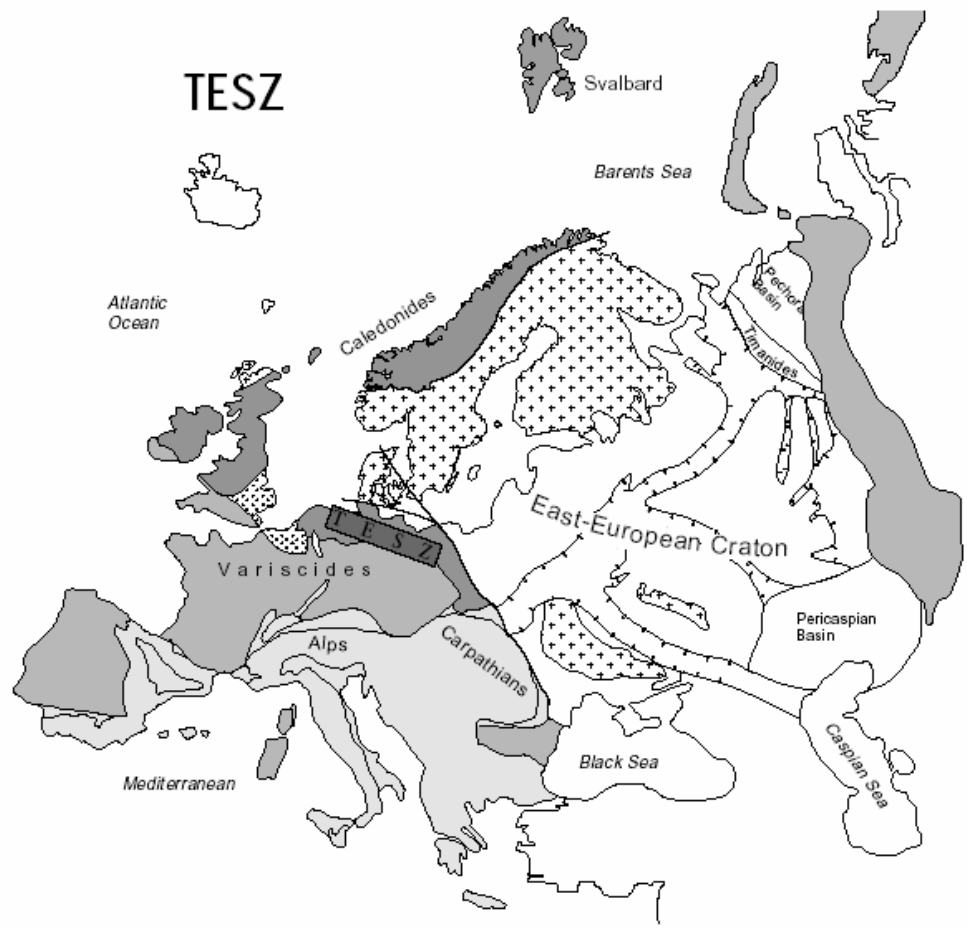 TESZ
Svalbard
Barents Sea
Atlantic
Ocean
Caledonides
Pechora
Basin
Timanides
East-European Craton
T E S Z
Variscides
Pericaspian
Basin
Alps
Carpathians
Black Sea
Caspian Sea
Mediterranean